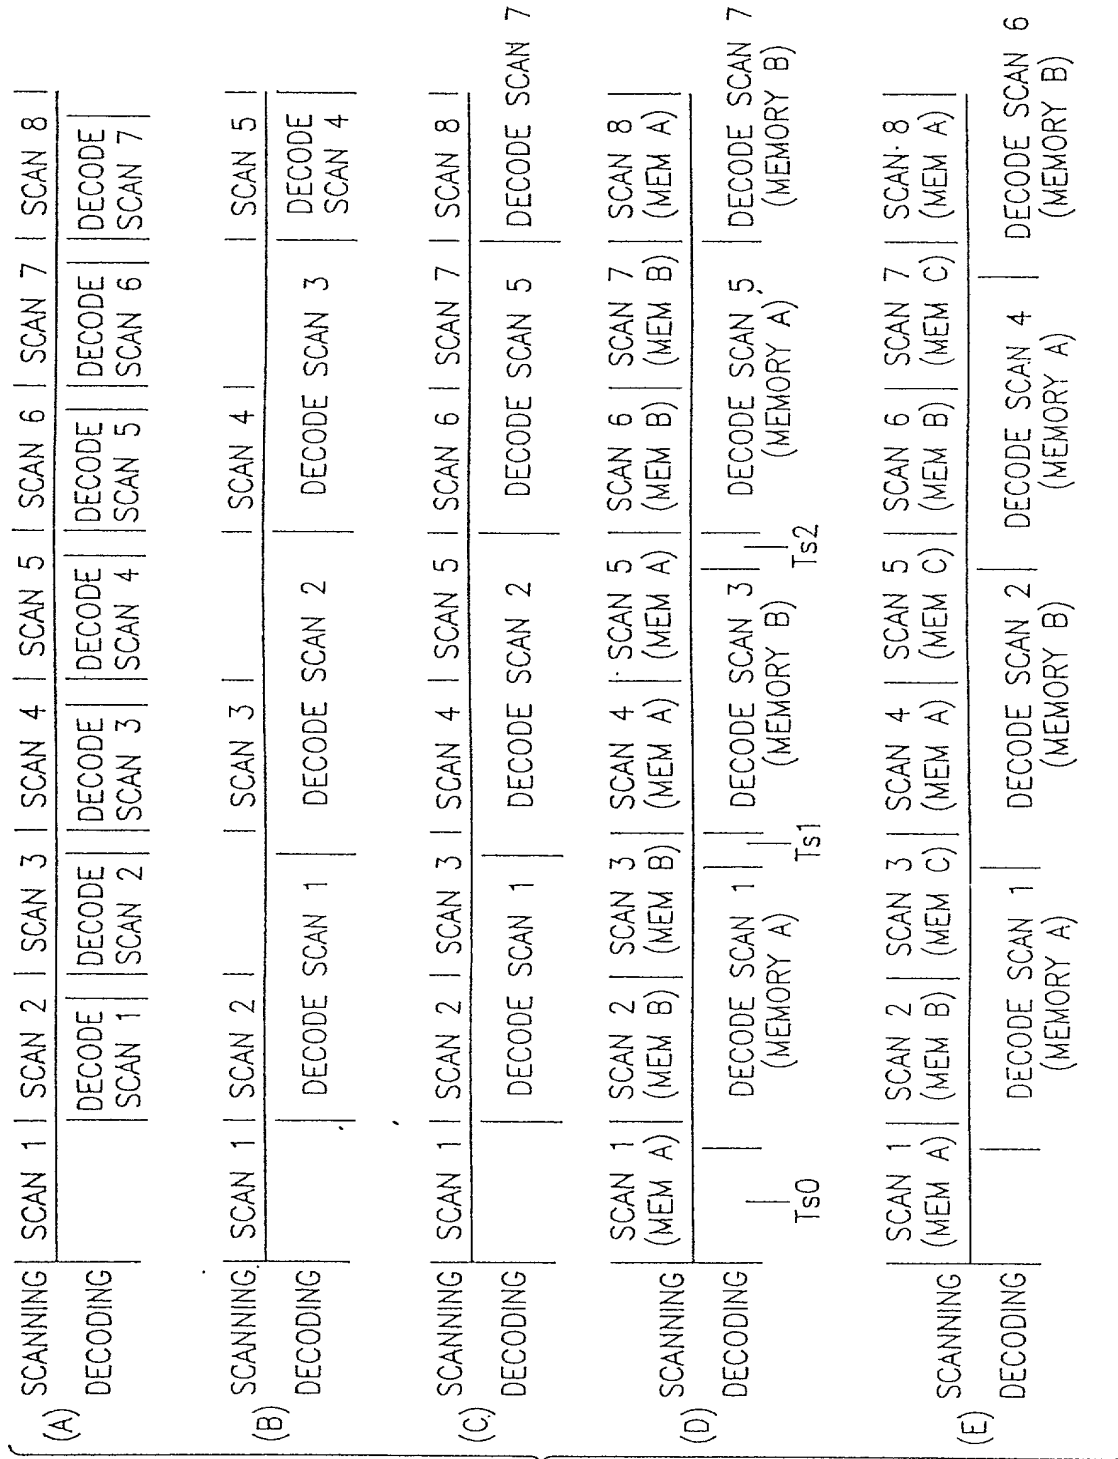 (A)
SCANNING | SCAN 1 | SCAN 2 | SCAN 3 | SCAN 4 | SCAN 5 | SCAN 6 | SCAN 7 | SCAN 8 |
DECODING | DECODE SCAN 1 | DECODE SCAN 2 | DECODE SCAN 3 | DECODE SCAN 4 | DECODE SCAN 5 | DECODE SCAN 6 | DECODE SCAN 7 |
(B)
SCANNING | SCAN 1 | SCAN 2 | | SCAN 3 | | SCAN 4 | | SCAN 5 |
DECODING | DECODE SCAN 1 | DECODE SCAN 2 | DECODE SCAN 3 | DECODE SCAN 4
(C)
SCANNING | SCAN 1 | SCAN 2 | SCAN 3 | SCAN 4 | SCAN 5 | SCAN 6 | SCAN 7 | SCAN 8 |
DECODING | DECODE SCAN 1 | DECODE SCAN 2 | DECODE SCAN 5 | DECODE SCAN 7
(D)
SCANNING | SCAN 1 | SCAN 2 | SCAN 3 | SCAN 4 | SCAN 5 | SCAN 6 | SCAN 7 | SCAN 8 |
(MEM A) | (MEM B) | (MEM B) | (MEM A) | (MEM A) | (MEM B) | (MEM B) | (MEM A)
DECODING | DECODE SCAN 1 | DECODE SCAN 3 | DECODE SCAN 5 | DECODE SCAN 7
(MEMORY A) (MEMORY B) (MEMORY A) (MEMORY B)
Ts0 Ts1 Ts2
(E)
SCANNING | SCAN 1 | SCAN 2 | SCAN 3 | SCAN 4 | SCAN 5 | SCAN 6 | SCAN 7 | SCAN 8 |
(MEM A) | (MEM B) | (MEM C) | (MEM A) | (MEM C) | (MEM B) | (MEM C) | (MEM A)
DECODING | DECODE SCAN 1 | DECODE SCAN 2 | DECODE SCAN 4 | DECODE SCAN 6
(MEMORY A) (MEMORY B) (MEMORY A) (MEMORY B)